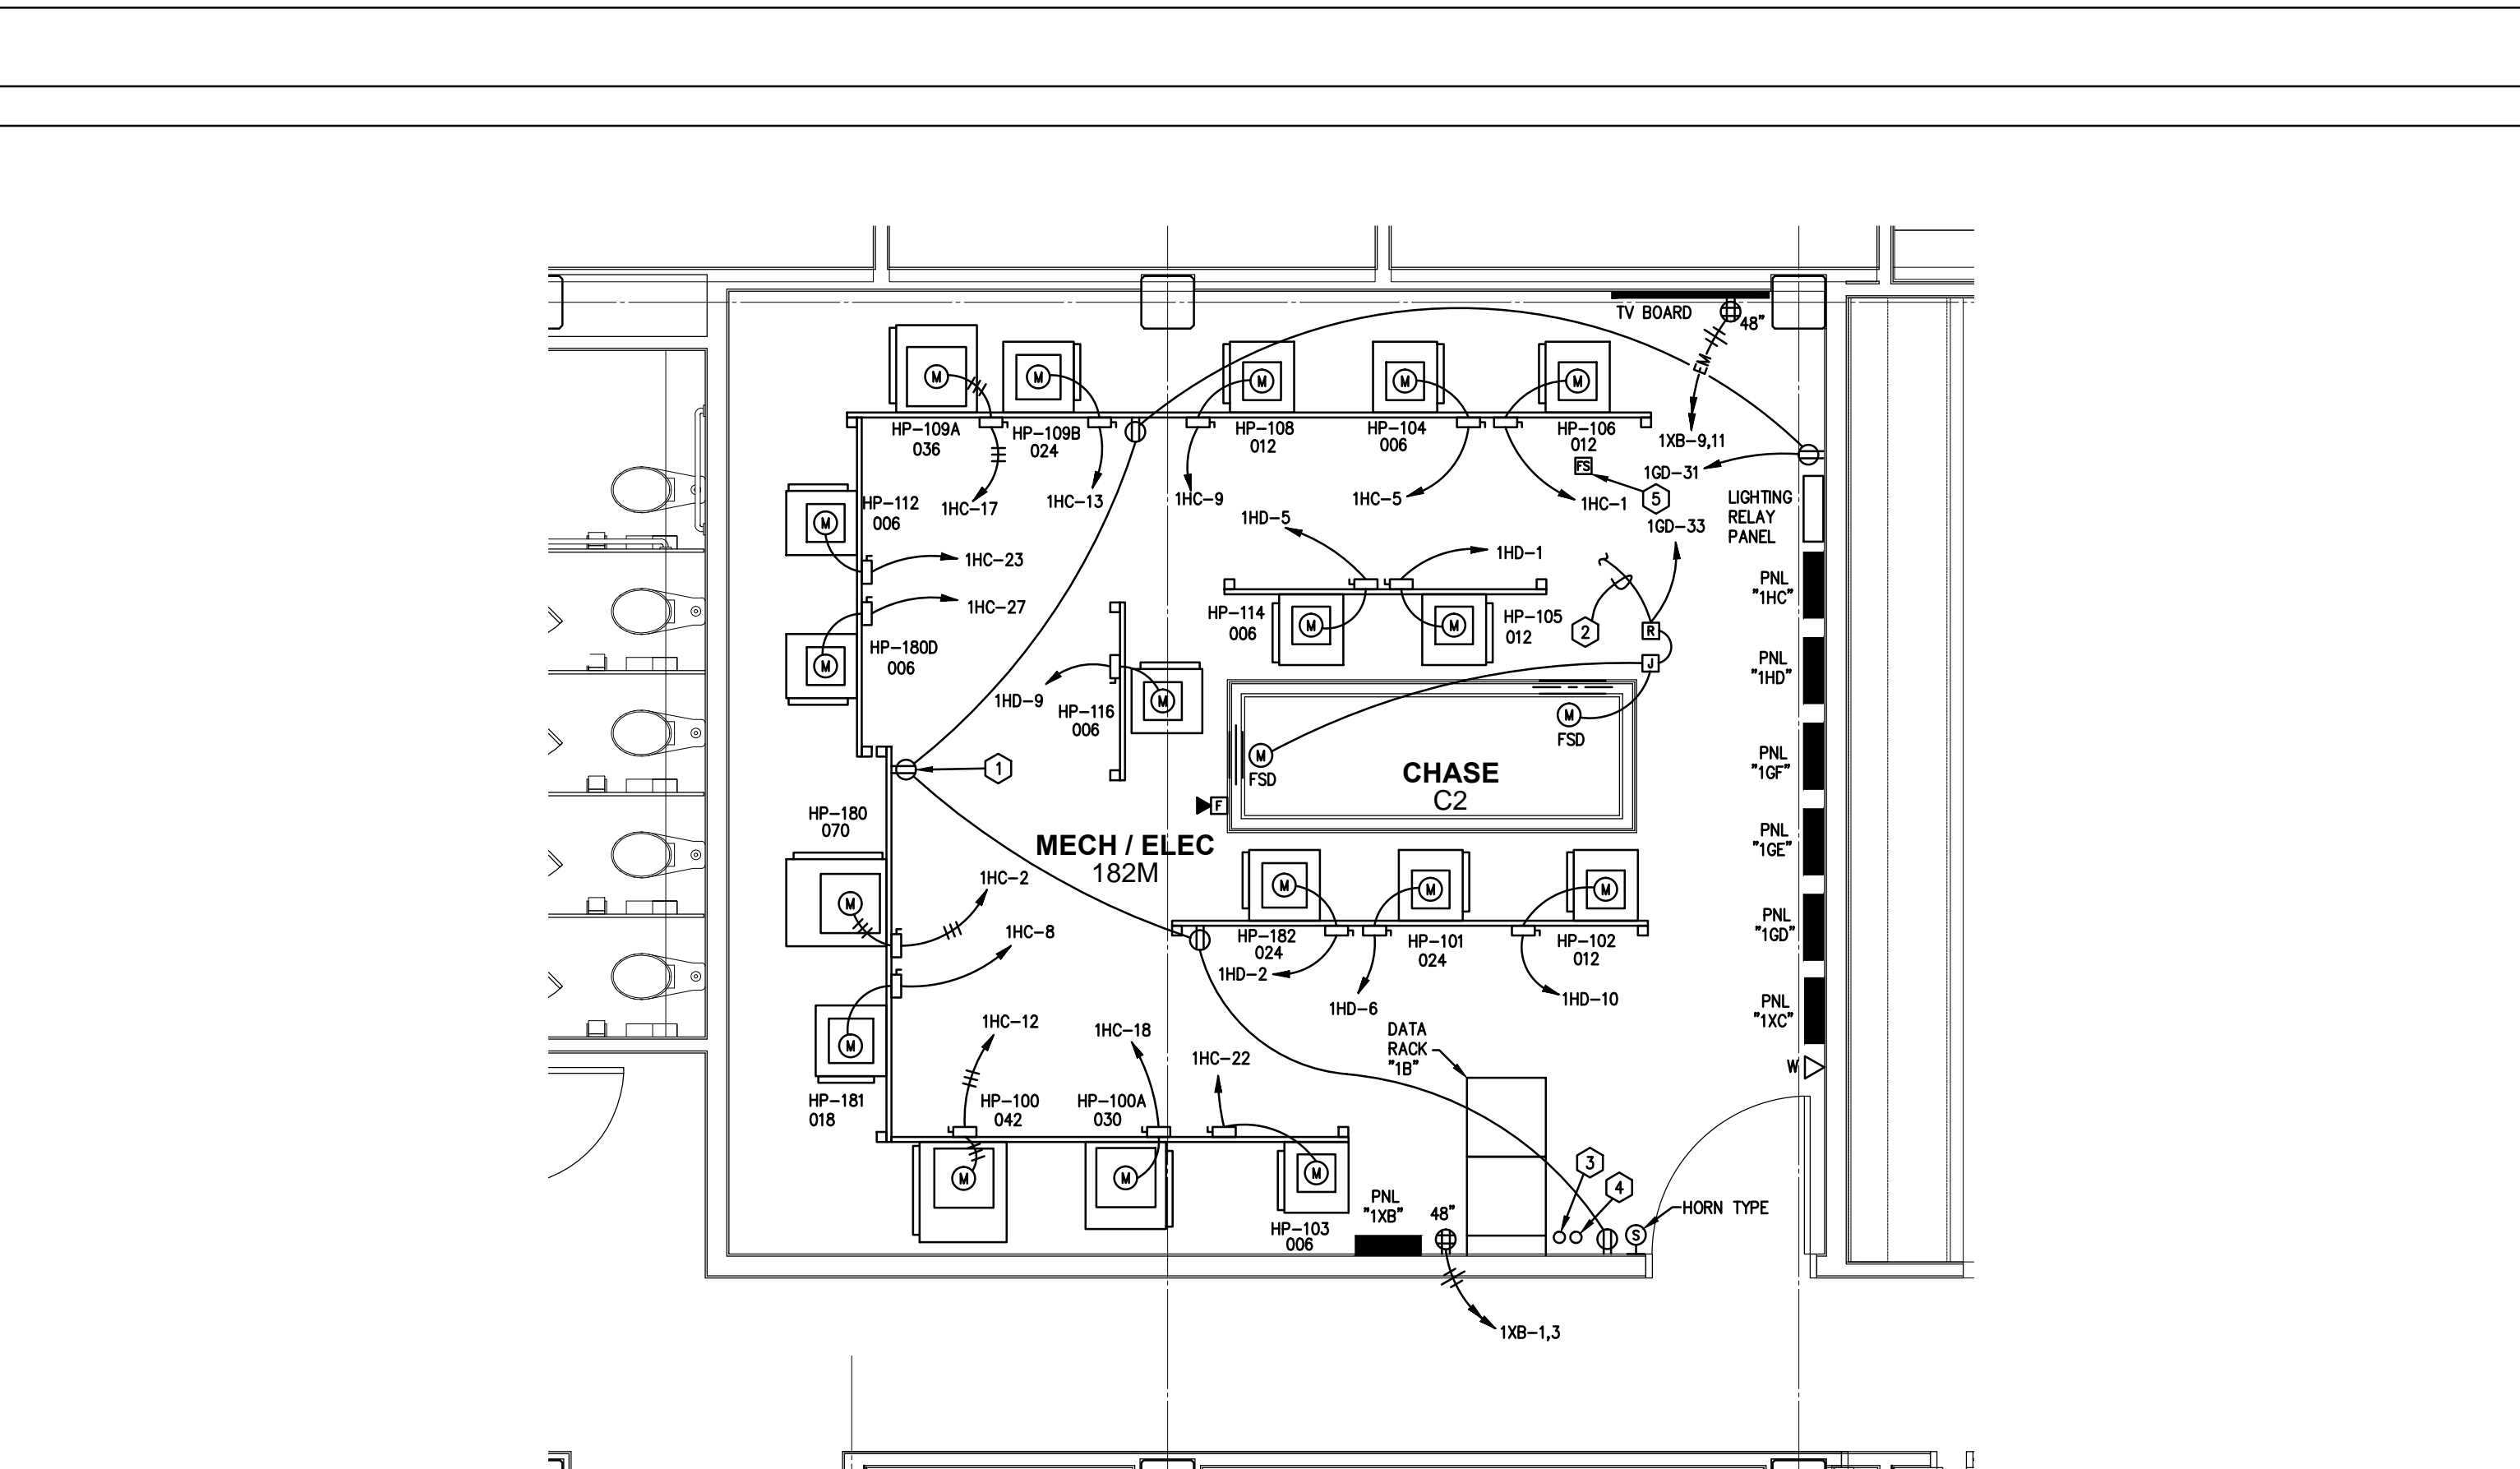 TV BOARD
48"
EM
M
M
M
M
M
HP-109A
036
HP-109B
024
HP-108
012
HP-104
006
HP-106
012
1XB-9,11
FS
1GD-31
5
HP-112
006
M
1HC-17
1HC-13
1HC-9
1HC-5
1HC-1
LIGHTING
RELAY
PANEL
1HD-5
1GD-33
1HC-23
1HD-1
PNL
"1HC"
1HC-27
HP-114
006
M
M
HP-105
012
2
R
HP-180D
006
M
J
PNL
"1HD"
1HD-9
HP-116
006
M
M
FSD
1
M
FSD
CHASE
C2
PNL
"1GF"
F
HP-180
070
MECH / ELEC
182M
PNL
"1GE"
1HC-2
M
M
M
M
1HC-8
HP-182
024
HP-101
024
HP-102
012
PNL
"1GD"
1HD-2
1HD-6
1HD-10
PNL
"1XC"
M
1HC-12
1HC-18
1HC-22
DATA
RACK
"1B"
W
HP-181
018
HP-100
042
HP-100A
030
M
M
M
3
4
PNL
"1XB"
48"
HORN TYPE
S
HP-103
006
1XB-1,3